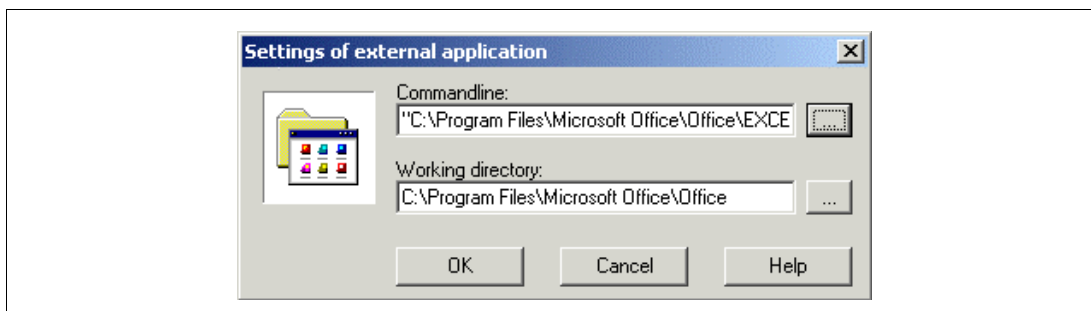 Settings of external application
Commandline:
"C:\Program Files\Microsoft Office\Office\EXCE
...
Working directory:
C:\Program Files\Microsoft Office\Office
...
OK Cancel Help